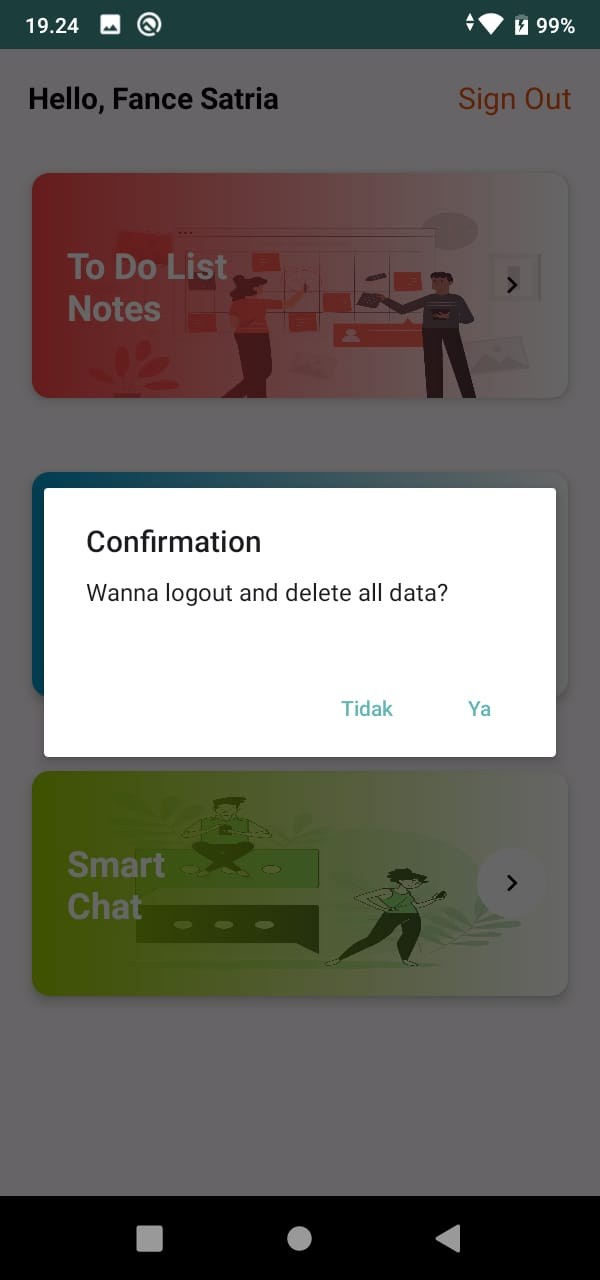 19.24
99%
Hello, Fance Satria
Sign Out
To Do List
Notes
Confirmation
Wanna logout and delete all data?
Tidak
Ya
Smart
Chat